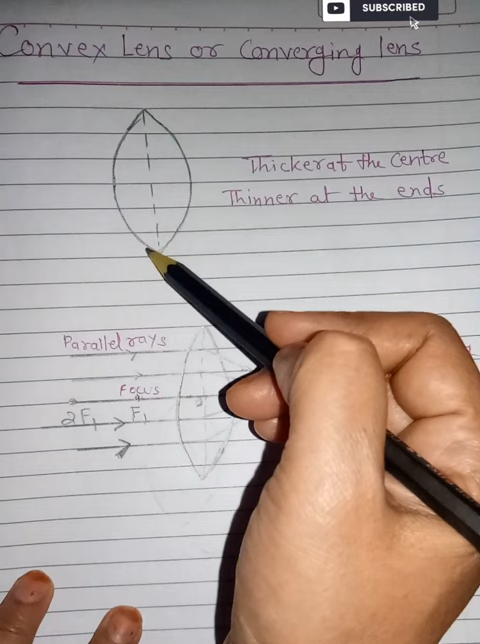 SUBSCRIBED
Convex Lens or Converging lens
Thicker at the Centre
Thinner at the ends
Parallel rays
Focus
2F₁ F₁